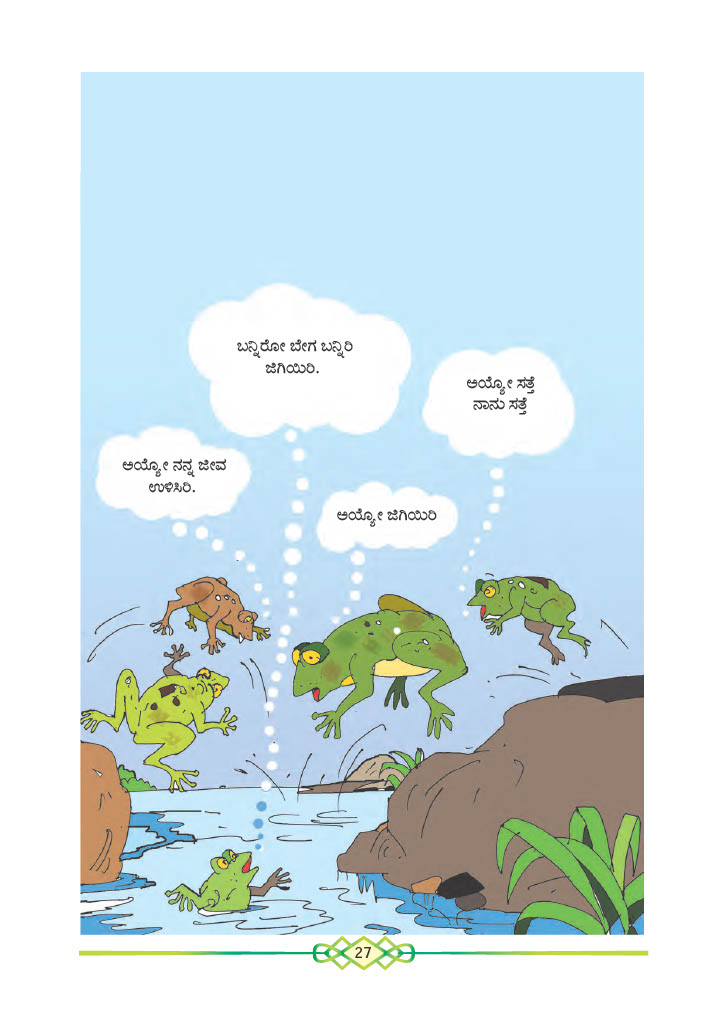 ಬನ್ನಿರೋ ಬೇಗ ಬನ್ನಿರಿ
ಜಿಗಿಯಿರಿ.
ಅಯ್ಯೋ ಸತ್ತೆ
ನಾನು ಸತ್ತೆ
ಅಯ್ಯೋ ನನ್ನ ಜೀವ
ಉಳಿಸಿರಿ.
ಅಯ್ಯೋ ಜಿಗಿಯಿರಿ
27